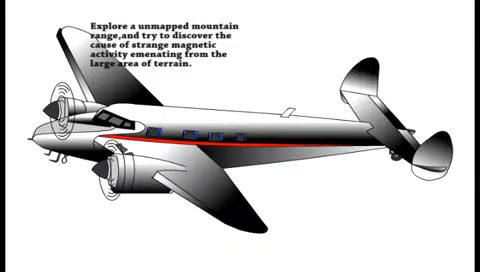 Explore a unmapped mountain
range,and try to discover the
cause of strange magnetic
activity emenating from the
large area of terrain.